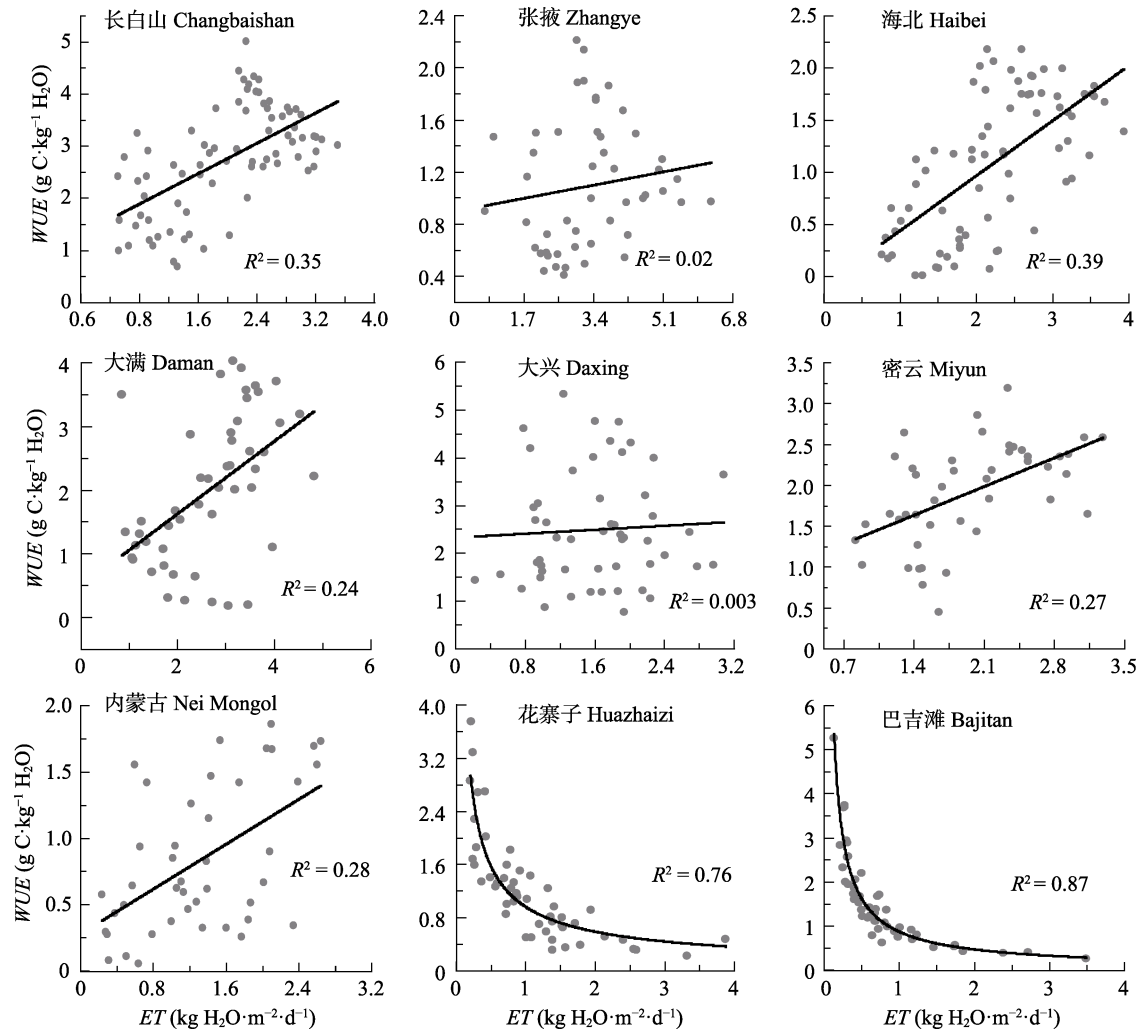 长白山 Changbaishan
WUE (g C·kg⁻¹ H₂O)
5
4
3
2
1
0
R² = 0.35
0.6 1.5 2.4 3.2 4.0
张掖 Zhangye
2.4
2.0
1.6
1.2
0.8
0.4
R² = 0.02
0 1.7 3.4 5.1 6.8
海北 Haibei
2.5
2.0
1.5
1.0
0.5
0
R² = 0.39
0 1 2 3 4
大满 Daman
WUE (g C·kg⁻¹ H₂O)
4
3
2
1
0
R² = 0.24
0 2 4 6
大兴 Daxing
6
5
4
3
2
1
0
R² = 0.003
0 0.8 1.6 2.4 3.2
密云 Miyun
3.5
3.0
2.5
2.0
1.5
1.0
0.5
0
R² = 0.27
0.7 1.4 2.1 2.8 3.5
内蒙古 Nei Mongol
WUE (g C·kg⁻¹ H₂O)
2.0
1.5
1.0
0.5
0
R² = 0.28
0 0.8 1.6 2.4 3.2
ET (kg H₂O·m⁻²·d⁻¹)
花寨子 Huazhaizi
4.0
3.2
2.4
1.6
0.8
0
R² = 0.76
0 1 2 3 4
ET (kg H₂O·m⁻²·d⁻¹)
巴吉滩 Bajitan
6
5
4
3
2
1
0
R² = 0.87
0 1 2 3 4
ET (kg H₂O·m⁻²·d⁻¹)